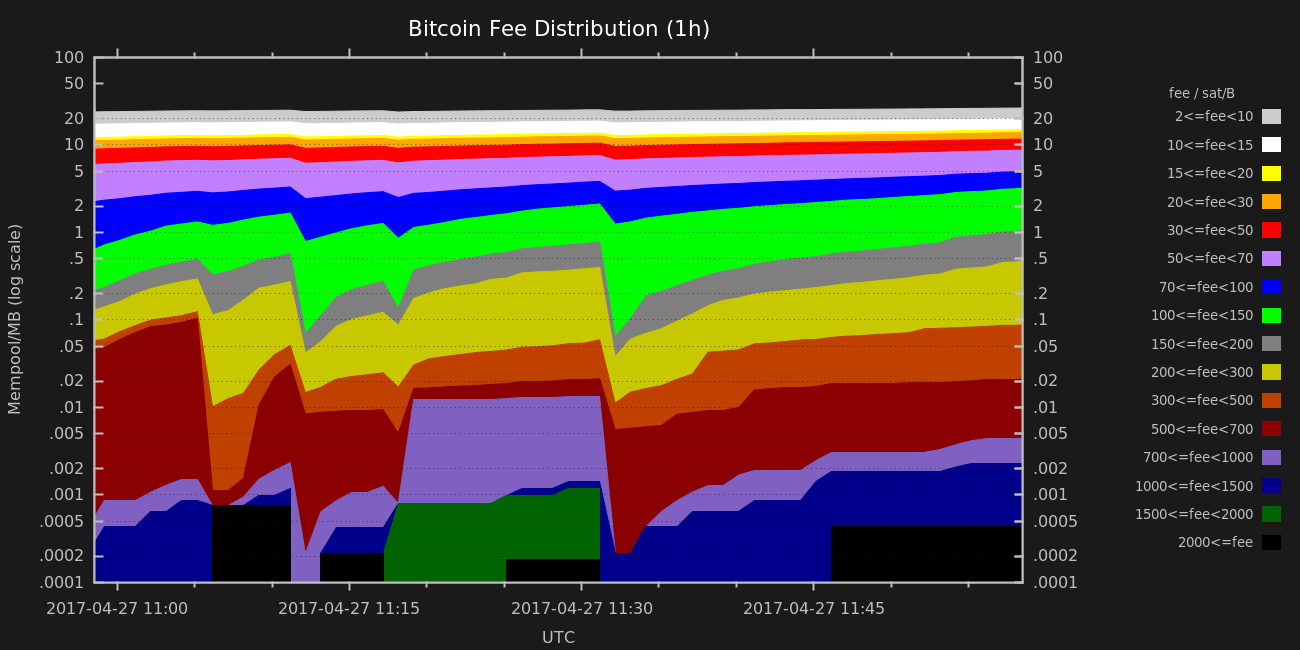 Bitcoin Fee Distribution (1h)
100 100
50 50
20 20
10 10
5 5
2 2
1 1
.5 .5
.2 .2
.1 .1
.05 .05
.02 .02
.01 .01
.005 .005
.002 .002
.001 .001
.0005 .0005
.0002 .0002
.0001 .0001
Mempool/MB (log scale)
2017-04-27 11:00 2017-04-27 11:15 2017-04-27 11:30 2017-04-27 11:45
UTC
fee / sat/B
2<=fee<10
10<=fee<15
15<=fee<20
20<=fee<30
30<=fee<50
50<=fee<70
70<=fee<100
100<=fee<150
150<=fee<200
200<=fee<300
300<=fee<500
500<=fee<700
700<=fee<1000
1000<=fee<1500
1500<=fee<2000
2000<=fee